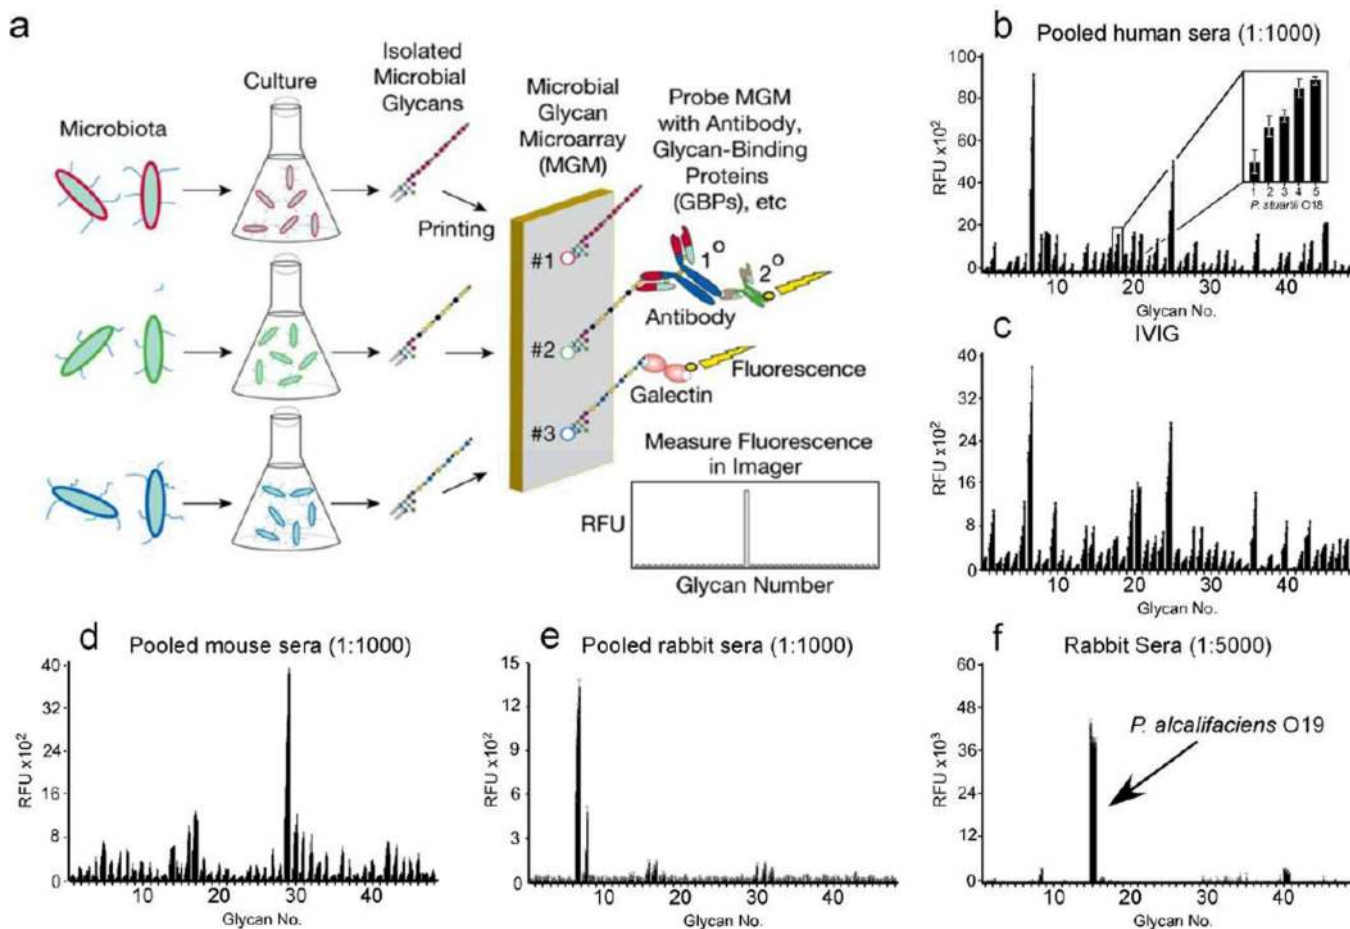 a
Microbiota
Culture
Isolated
Microbial
Glycans
Printing
Microbial
Glycan
Microarray
(MGM)
Probe MGM
with Antibody,
Glycan-Binding
Proteins
(GBPs), etc
#1
#2
#3
1°
2°
Antibody
Galectin
Fluorescence
Measure Fluorescence
in Imager
RFU
Glycan Number
b
Pooled human sera (1:1000)
RFU x10²
100
80
60
40
20
0
1 2 3 4 5
P. stuartii O18
10 20 30 40
Glycan No.
c
IVIG
RFU x10²
40
32
24
16
8
0
10 20 30 40
Glycan No.
d
Pooled mouse sera (1:1000)
RFU x10²
40
32
24
16
8
0
10 20 30 40
Glycan No.
e
Pooled rabbit sera (1:1000)
RFU x10²
15
12
9
6
3
0
10 20 30 40
Glycan No.
f
Rabbit Sera (1:5000)
RFU x10³
60
48
36
24
12
0
P. alcalifaciens O19
10 20 30 40
Glycan No.